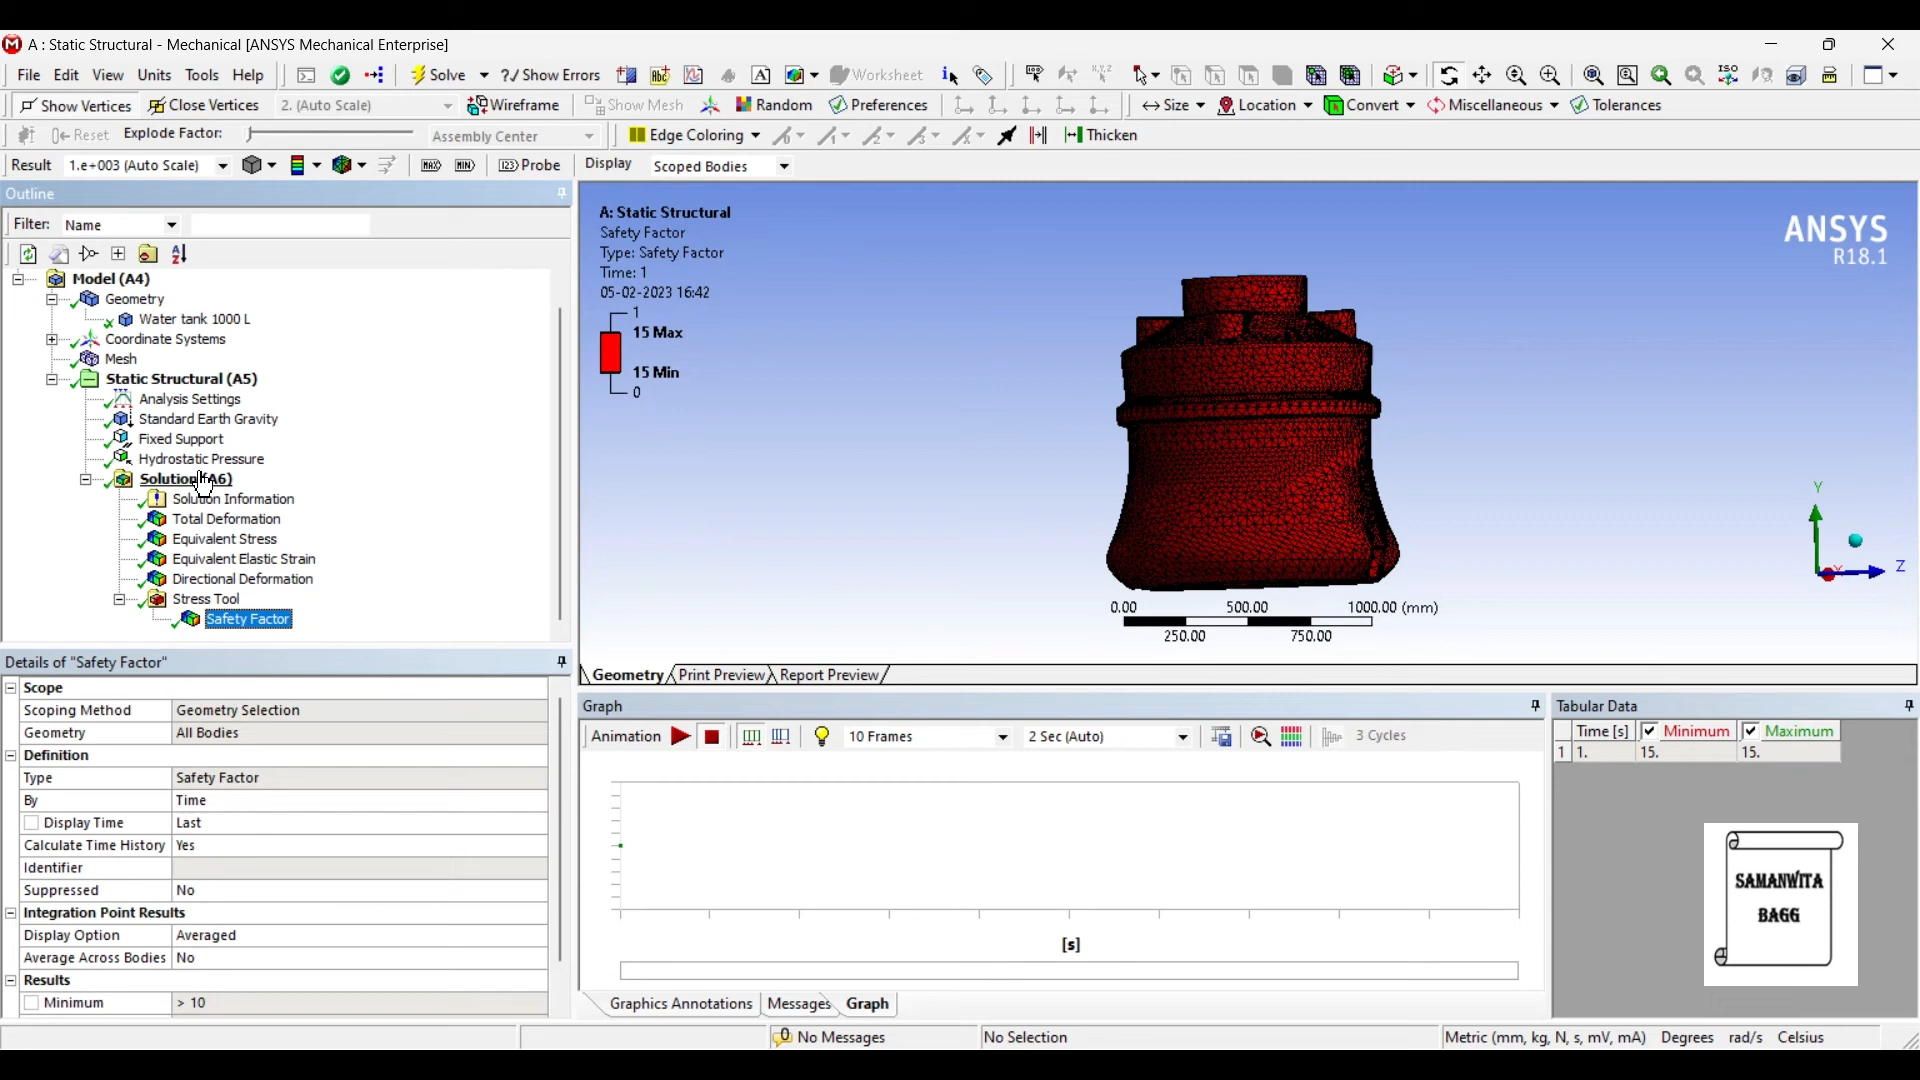 A : Static Structural - Mechanical [ANSYS Mechanical Enterprise]
File Edit View Units Tools Help Solve ?/ Show Errors Worksheet
Show Vertices Close Vertices 2. (Auto Scale) Wireframe Show Mesh Random Preferences Size Location Convert Miscellaneous Tolerances
Reset Explode Factor: Assembly Center Edge Coloring Thicken
Result 1.e+003 (Auto Scale) MAX MIN Probe Display Scoped Bodies
Outline
Filter: Name
Model (A4)
Geometry
Water tank 1000 L
Coordinate Systems
Mesh
Static Structural (A5)
Analysis Settings
Standard Earth Gravity
Fixed Support
Hydrostatic Pressure
Solution (A6)
Solution Information
Total Deformation
Equivalent Stress
Equivalent Elastic Strain
Directional Deformation
Stress Tool
Safety Factor
A: Static Structural
Safety Factor
Type: Safety Factor
Time: 1
05-02-2023 16:42
1
15 Max
15 Min
0
ANSYS
R18.1
Y
Z
X
0.00 500.00 1000.00 (mm)
250.00 750.00
Geometry Print Preview Report Preview
Details of "Safety Factor"
Scope
Scoping Method Geometry Selection
Geometry All Bodies
Definition
Type Safety Factor
By Time
Display Time Last
Calculate Time History Yes
Identifier
Suppressed No
Integration Point Results
Display Option Averaged
Average Across Bodies No
Results
Minimum > 10
Graph
Animation 10 Frames 2 Sec (Auto) 3 Cycles
[s]
Graphics Annotations Messages Graph
Tabular Data
Time [s] Minimum Maximum
1 1. 15. 15.
SAMANWITA
BAGG
No Messages No Selection Metric (mm, kg, N, s, mV, mA) Degrees rad/s Celsius